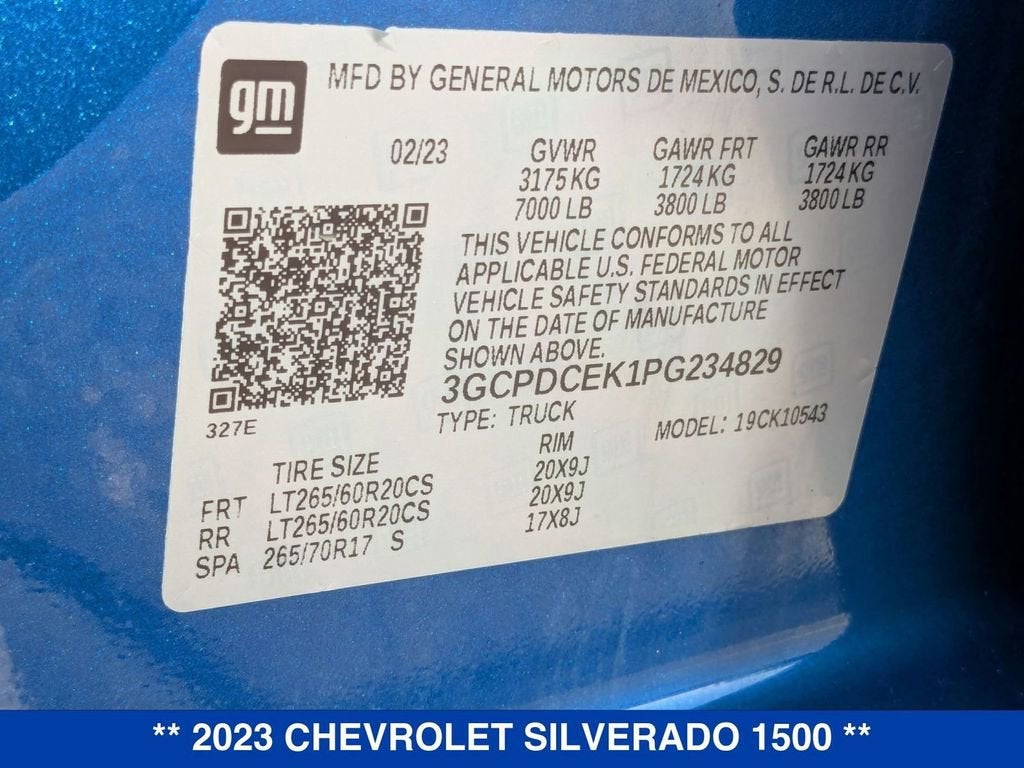 gm
MFD BY GENERAL MOTORS DE MEXICO, S. DE R.L. DE C.V.
02/23 GVWR GAWR FRT GAWR RR
3175 KG 1724 KG 1724 KG
7000 LB 3800 LB 3800 LB
THIS VEHICLE CONFORMS TO ALL
APPLICABLE U.S. FEDERAL MOTOR
VEHICLE SAFETY STANDARDS IN EFFECT
ON THE DATE OF MANUFACTURE
SHOWN ABOVE.
3GCPDCEK1PG234829
327E
TYPE: TRUCK MODEL: 19CK10543
TIRE SIZE RIM
FRT LT265/60R20CS 20X9J
RR LT265/60R20CS 20X9J
SPA 265/70R17 S 17X8J
** 2023 CHEVROLET SILVERADO 1500 **